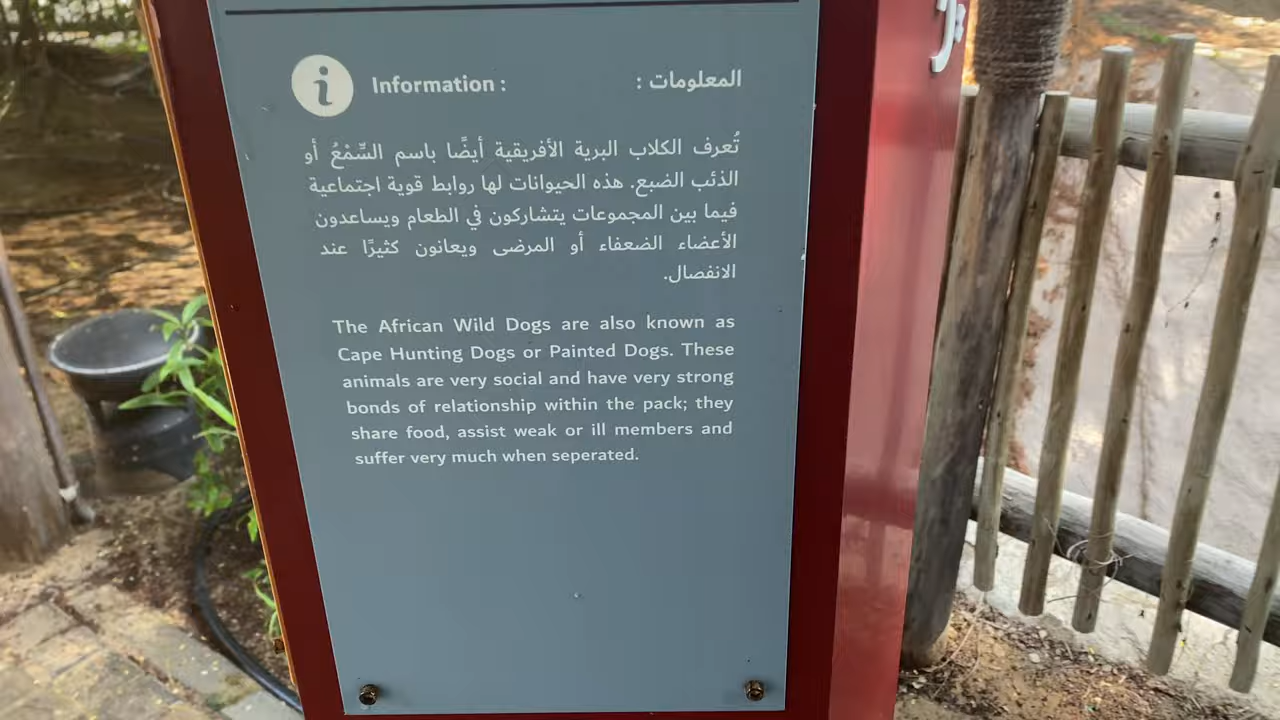 Information :
المعلومات :
تُعرف الكلاب البرية الأفريقية أيضًا باسم السِّمْعُ أو
الذئب الضبع. هذه الحيوانات لها روابط قوية اجتماعية
فيما بين المجموعات يتشاركون في الطعام ويساعدون
الأعضاء الضعفاء أو المرضى ويعانون كثيرًا عند
الانفصال.
The African Wild Dogs are also known as
Cape Hunting Dogs or Painted Dogs. These
animals are very social and have very strong
bonds of relationship within the pack; they
share food, assist weak or ill members and
suffer very much when seperated.